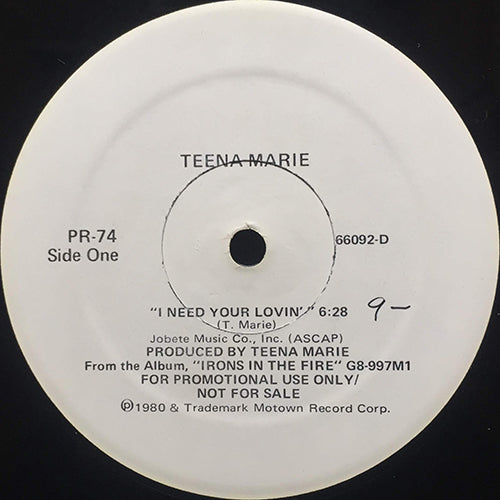 TEENA MARIE
PR-74
Side One
66092-D
"I NEED YOUR LOVIN'" 6:28 9-
(T. Marie)
Jobete Music Co., Inc. (ASCAP)
PRODUCED BY TEENA MARIE
From the Album, "IRONS IN THE FIRE" G8-997M1
FOR PROMOTIONAL USE ONLY/
NOT FOR SALE
℗1980 & Trademark Motown Record Corp.